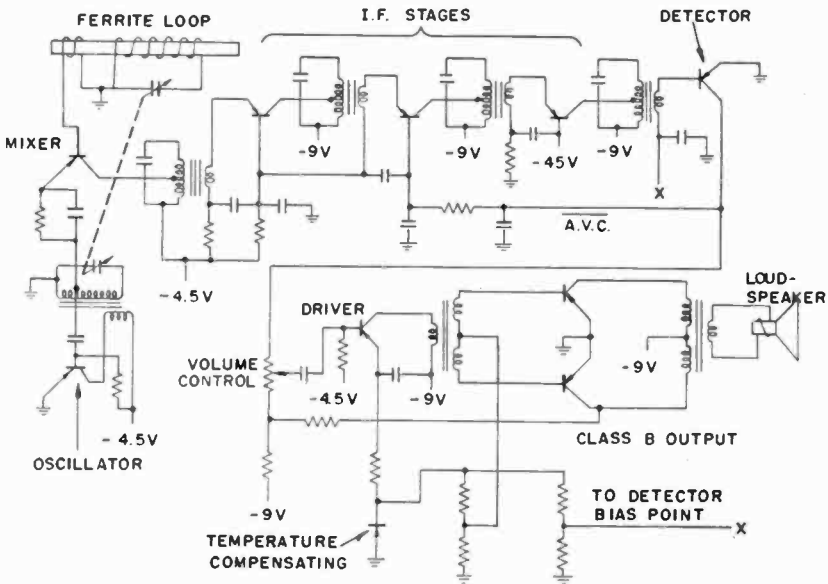 FERRITE LOOP
I.F. STAGES
DETECTOR
MIXER
-9V
-9V
-45V
-9V
X
A.V.C.
-4.5V
DRIVER
LOUD-
SPEAKER
VOLUME
CONTROL
-4.5V
-9V
-9V
-4.5V
OSCILLATOR
CLASS B OUTPUT
-9V
TO DETECTOR
BIAS POINT
X
TEMPERATURE
COMPENSATING